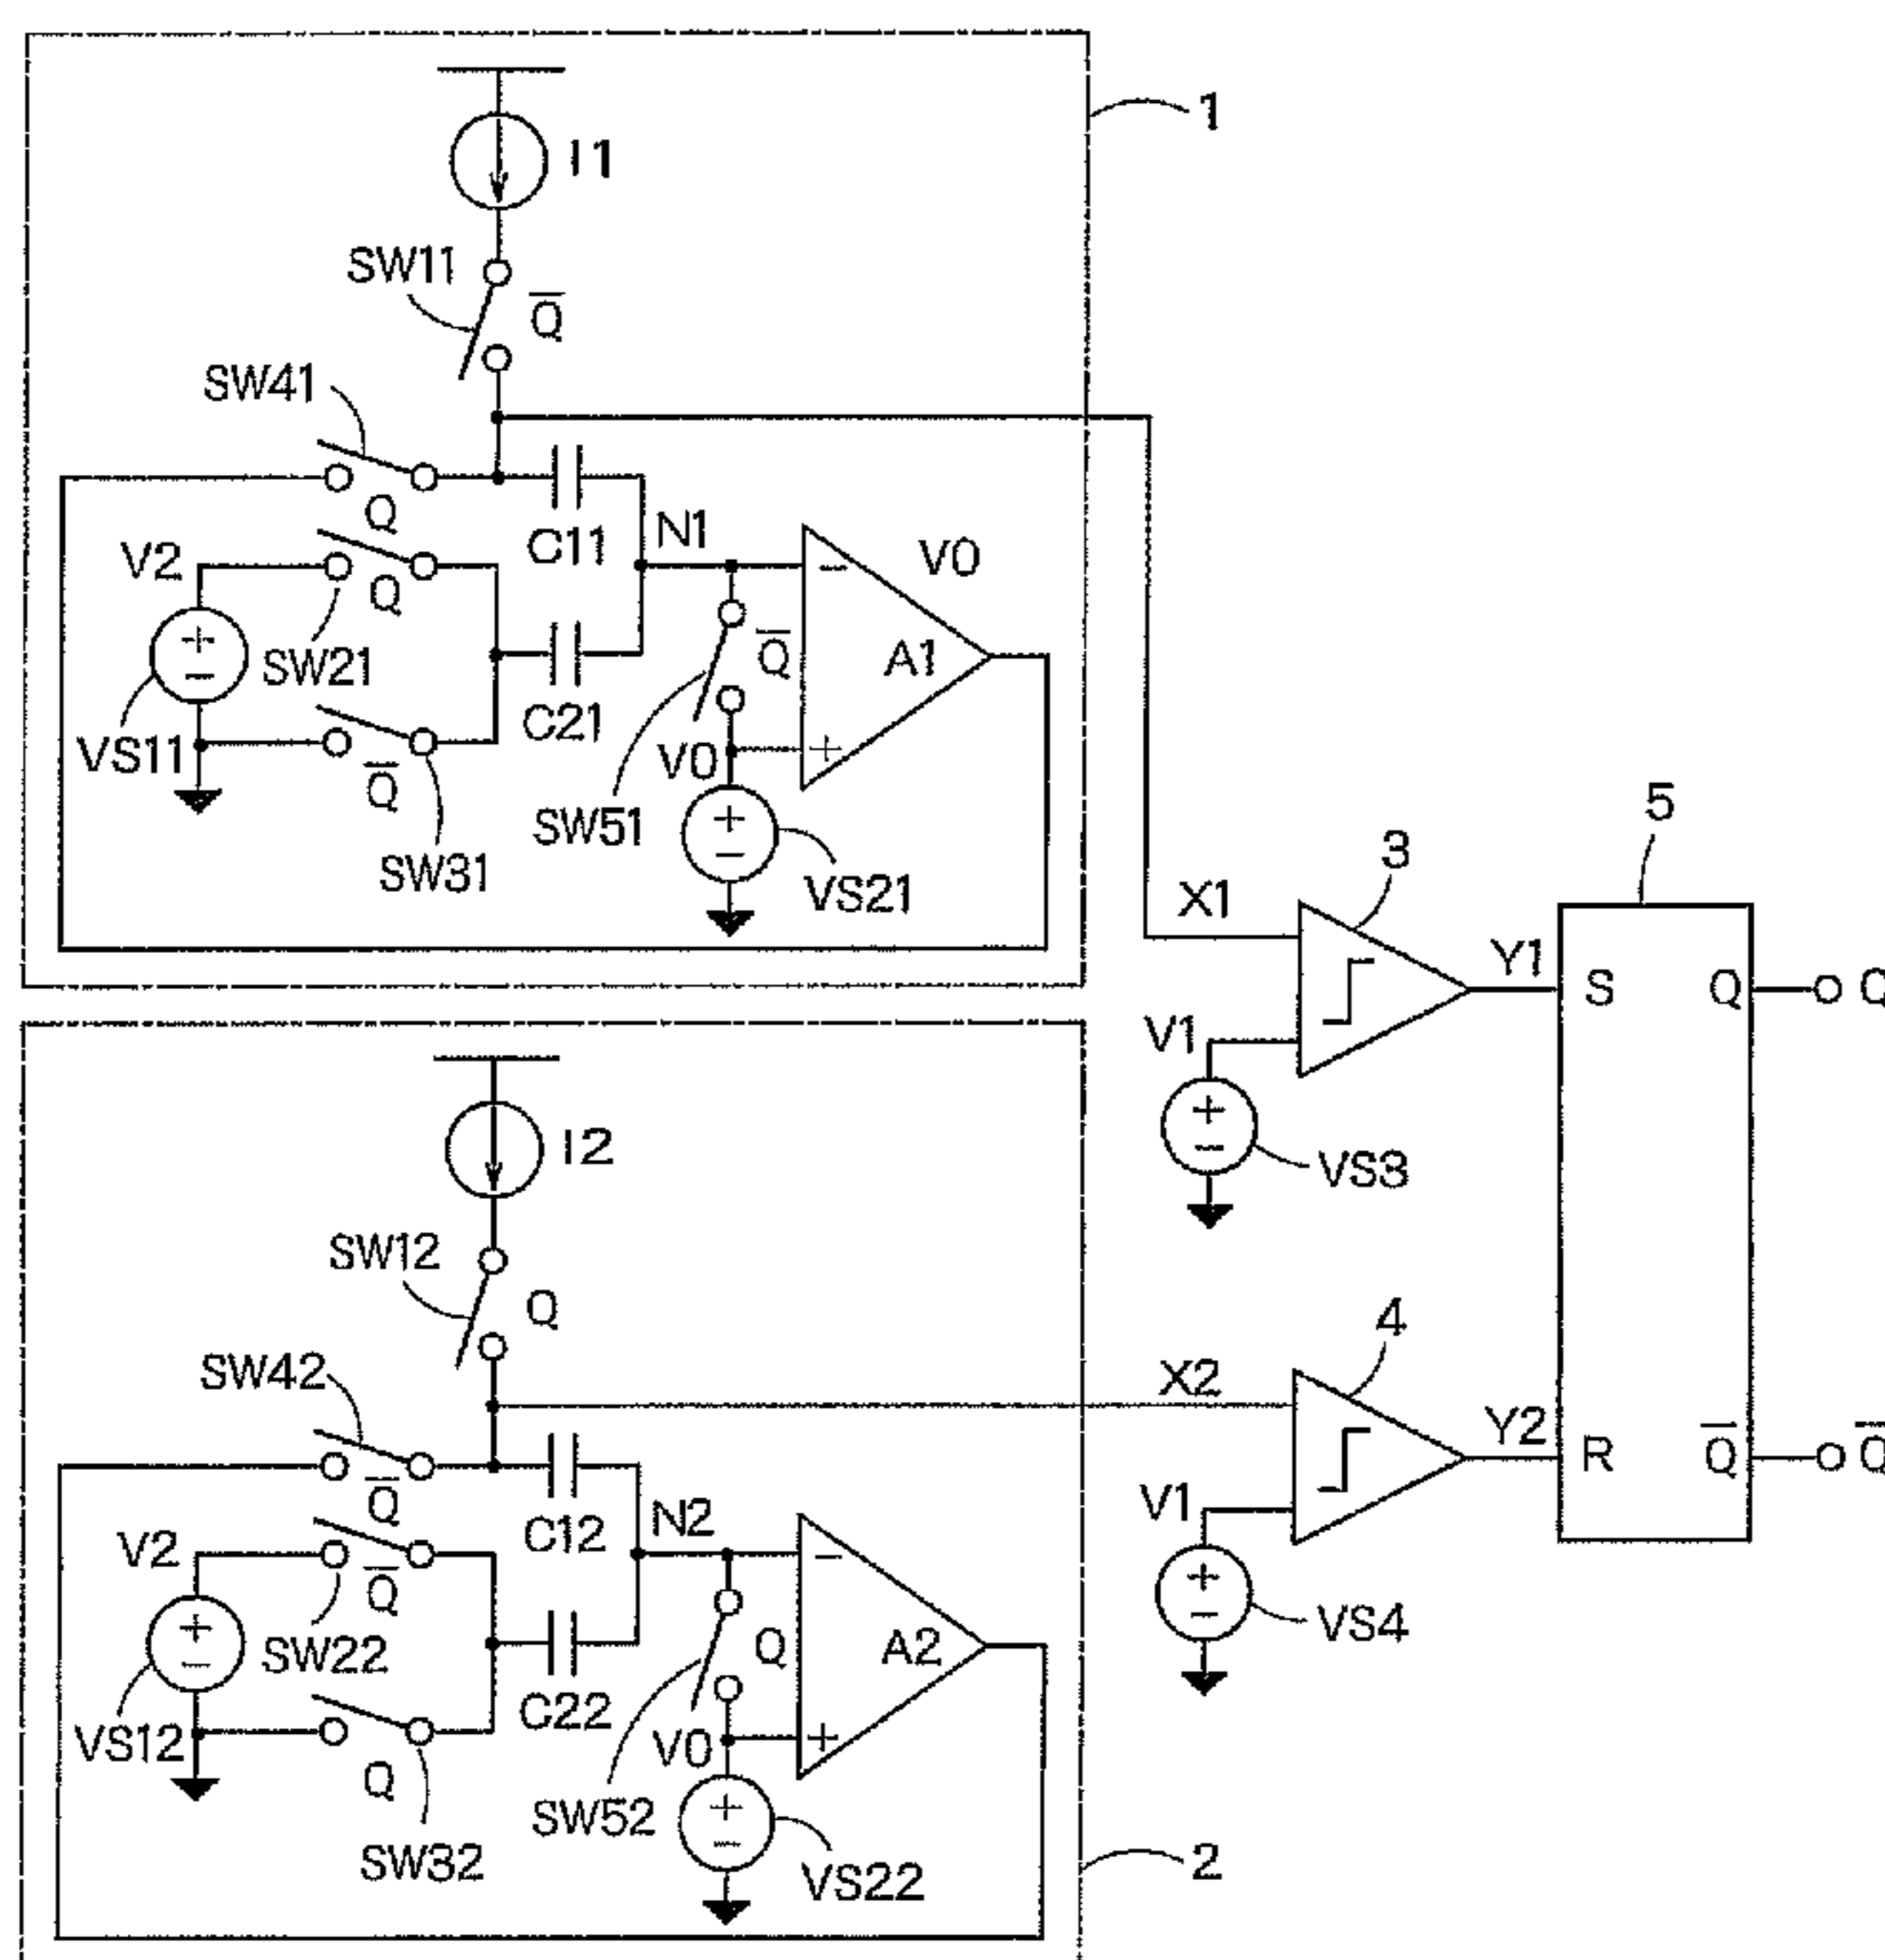 1
I1
SW11
Q̅
SW41
Q
C11
N1
V0
V2
Q
−
A1
SW21
C21
Q̅
+
−
VS11
Q̅
V0
+
SW51
SW31
+
−
VS21
5
3
X1
Y1
S
Q
Q
V1
+
−
VS3
I2
SW12
Q
4
SW42
X2
Y2
R
Q̅
Q̅
Q̅
C12
N2
V1
V2
Q̅
−
+
−
VS4
SW22
C22
Q
A2
+
−
VS12
Q
V0
+
SW52
SW32
+
−
VS22
2